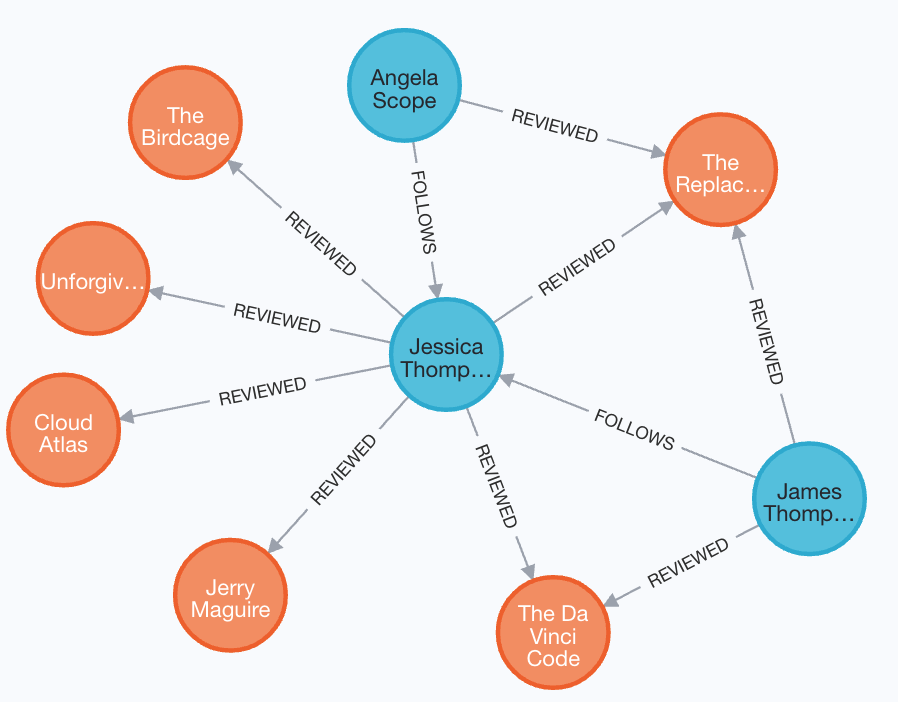 Angela
Scope
The
Birdcage
REVIEWED
The
Replac...
FOLLOWS
REVIEWED
REVIEWED
Unforgiv...
REVIEWED
REVIEWED
Jessica
Thomp...
REVIEWED
Cloud
Atlas
FOLLOWS
REVIEWED
REVIEWED
James
Thomp...
REVIEWED
Jerry
Maguire
The Da
Vinci
Code